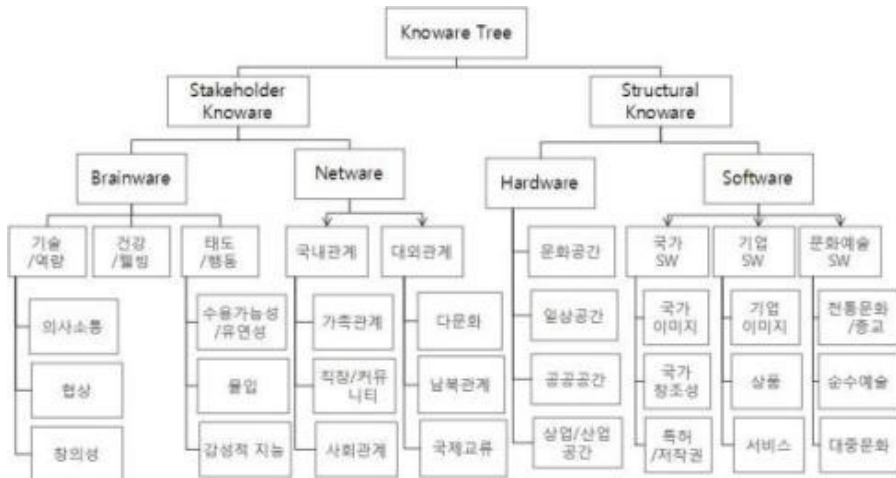 Knoware Tree
Stakeholder
Knoware
Structural
Knoware
Brainware
Netware
Hardware
Software
기술
/역량
건강
/웰빙
태도
/행동
국내관계
대외관계
문화공간
국가
SW
기업
SW
문화예술
SW
의사소통
수용가능성
/유연성
가족관계
다문화
일상공간
국가
이미지
기업
이미지
전통문화
/종교
협상
몰입
직장/커뮤
니티
남북관계
공공공간
국가
창조성
상품
순수예술
창의성
감성적 지능
사회관계
국제교류
상업/산업
공간
특허
/저작권
서비스
대중문화